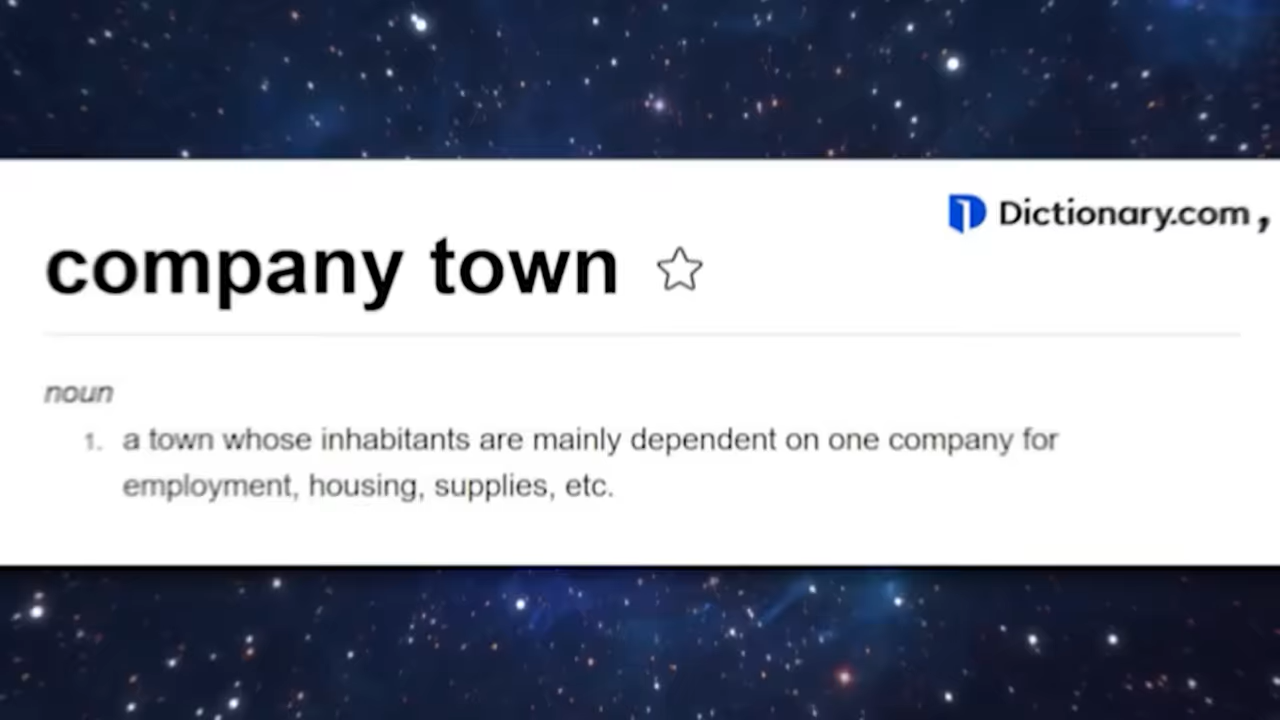 Dictionary.com,
company town
noun
1. a town whose inhabitants are mainly dependent on one company for
employment, housing, supplies, etc.